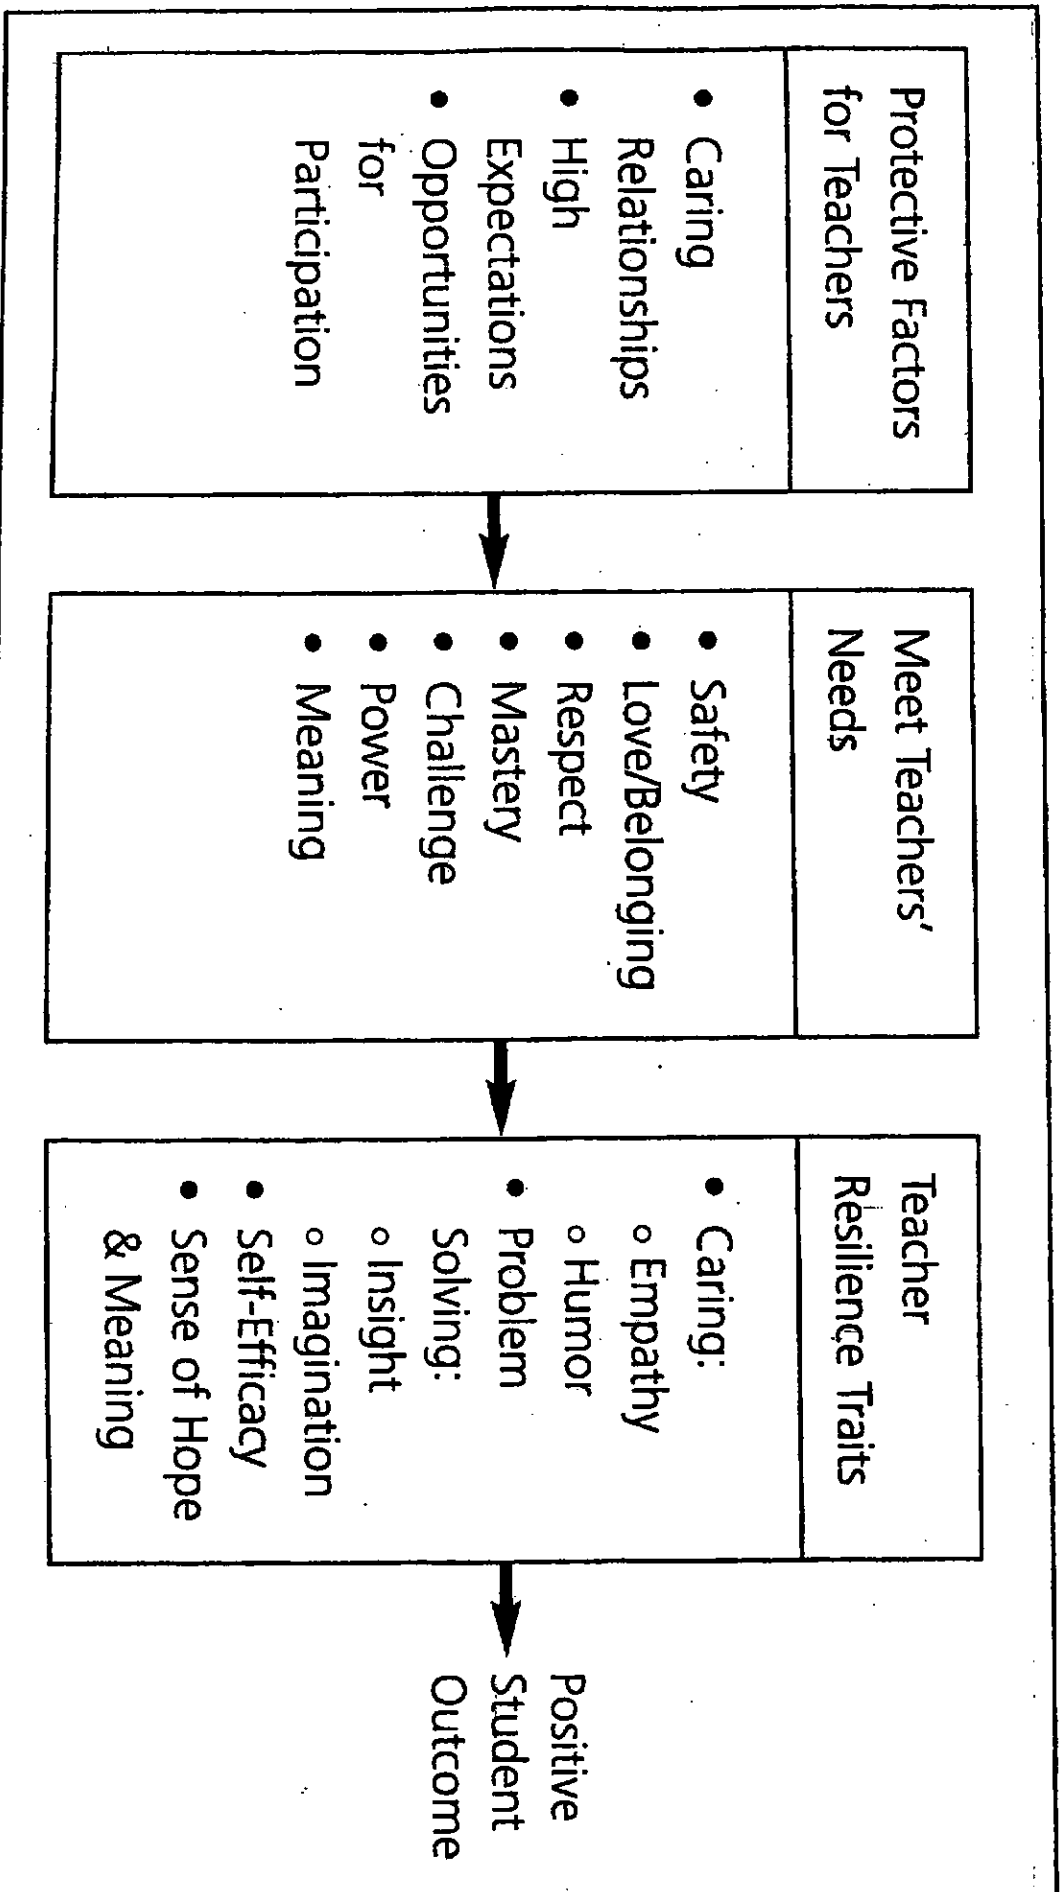 Protective Factors
for Teachers
• Caring
Relationships
• High
Expectations
• Opportunities
for
Participation
Meet Teachers'
Needs
• Safety
• Love/Belonging
• Respect
• Mastery
• Challenge
• Power
• Meaning
Teacher
Resilience Traits
• Caring:
o Empathy
o Humor
• Problem
Solving:
o Insight
o Imagination
• Self-Efficacy
• Sense of Hope
& Meaning
Positive
Student
Outcome